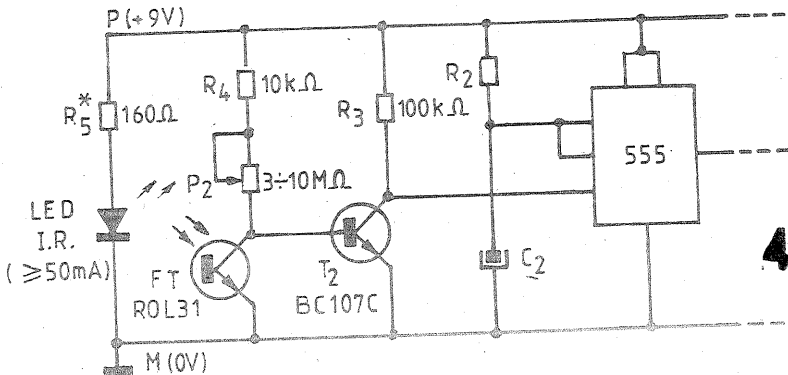 P (+9V)
R4 10kΩ
R2
R5* 160Ω
R3 100kΩ
555
P2 3÷10MΩ
LED
I.R.
(≥50mA)
FT
ROL31
T2
BC107C
C2
4
M (0V)